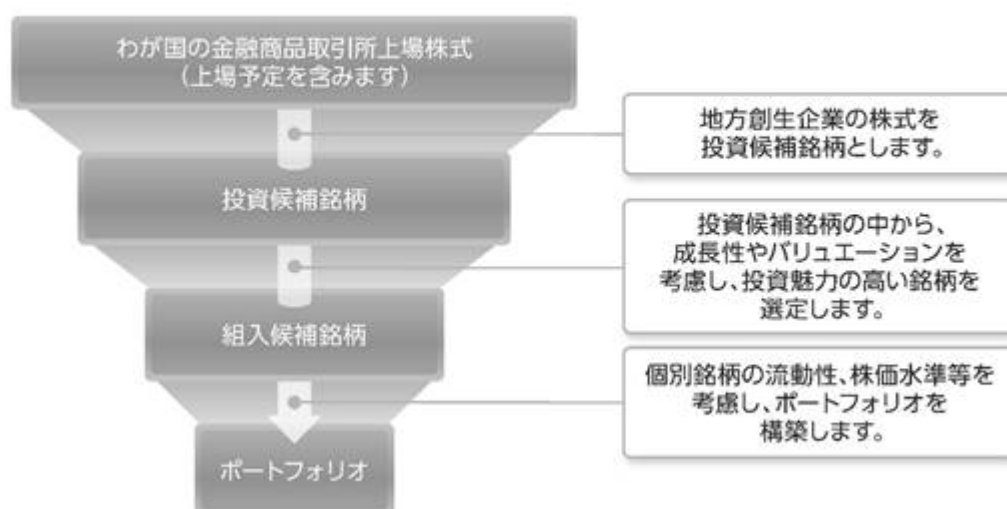 わが国の金融商品取引所上場株式
（上場予定を含みます）
地方創生企業の株式を
投資候補銘柄とします。
投資候補銘柄
投資候補銘柄の中から、
成長性やバリュエーションを
考慮し、投資魅力の高い銘柄を
選定します。
組入候補銘柄
個別銘柄の流動性、株価水準等を
考慮し、ポートフォリオを
構築します。
ポートフォリオ